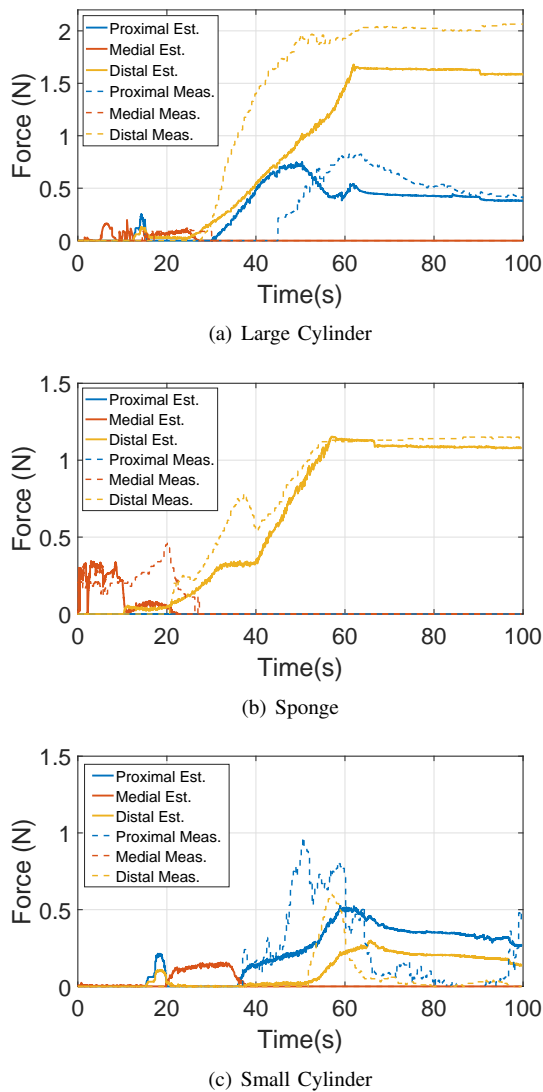 2
1.5
1
0.5
0
Force (N)
Proximal Est.
Medial Est.
Distal Est.
Proximal Meas.
Medial Meas.
Distal Meas.
0 20 40 60 80 100
Time(s)
(a) Large Cylinder
1.5
1
0.5
0
Force (N)
Proximal Est.
Medial Est.
Distal Est.
Proximal Meas.
Medial Meas.
Distal Meas.
0 20 40 60 80 100
Time(s)
(b) Sponge
1.5
1
0.5
0
Force (N)
Proximal Est.
Medial Est.
Distal Est.
Proximal Meas.
Medial Meas.
Distal Meas.
0 20 40 60 80 100
Time(s)
(c) Small Cylinder